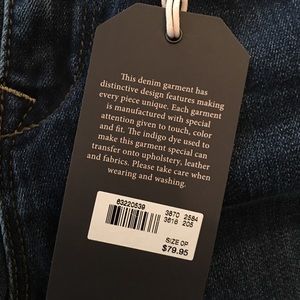 This denim garment has
distinctive design features making
every piece unique. Each garment
is manufactured with special
attention given to touch, color
and fit. The indigo dye used to
make this garment special can
transfer onto upholstery, leather
and fabrics. Please take care when
wearing and washing.
63220539
3670 2584
3616 205
SIZE 0P
$79.95